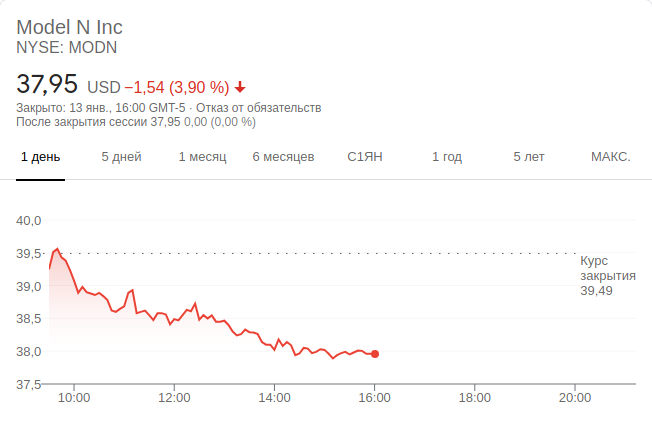 Model N Inc
NYSE: MODN
37,95 USD −1,54 (3,90 %)
Закрыто: 13 янв., 16:00 GMT-5 · Отказ от обязательств
После закрытия сессии 37,95 0,00 (0,00 %)
1 день 5 дней 1 месяц 6 месяцев С1ЯН 1 год 5 лет МАКС.
40,0
39,5
Курс
закрытия
39,49
39,0
38,5
38,0
37,5
10:00 12:00 14:00 16:00 18:00 20:00